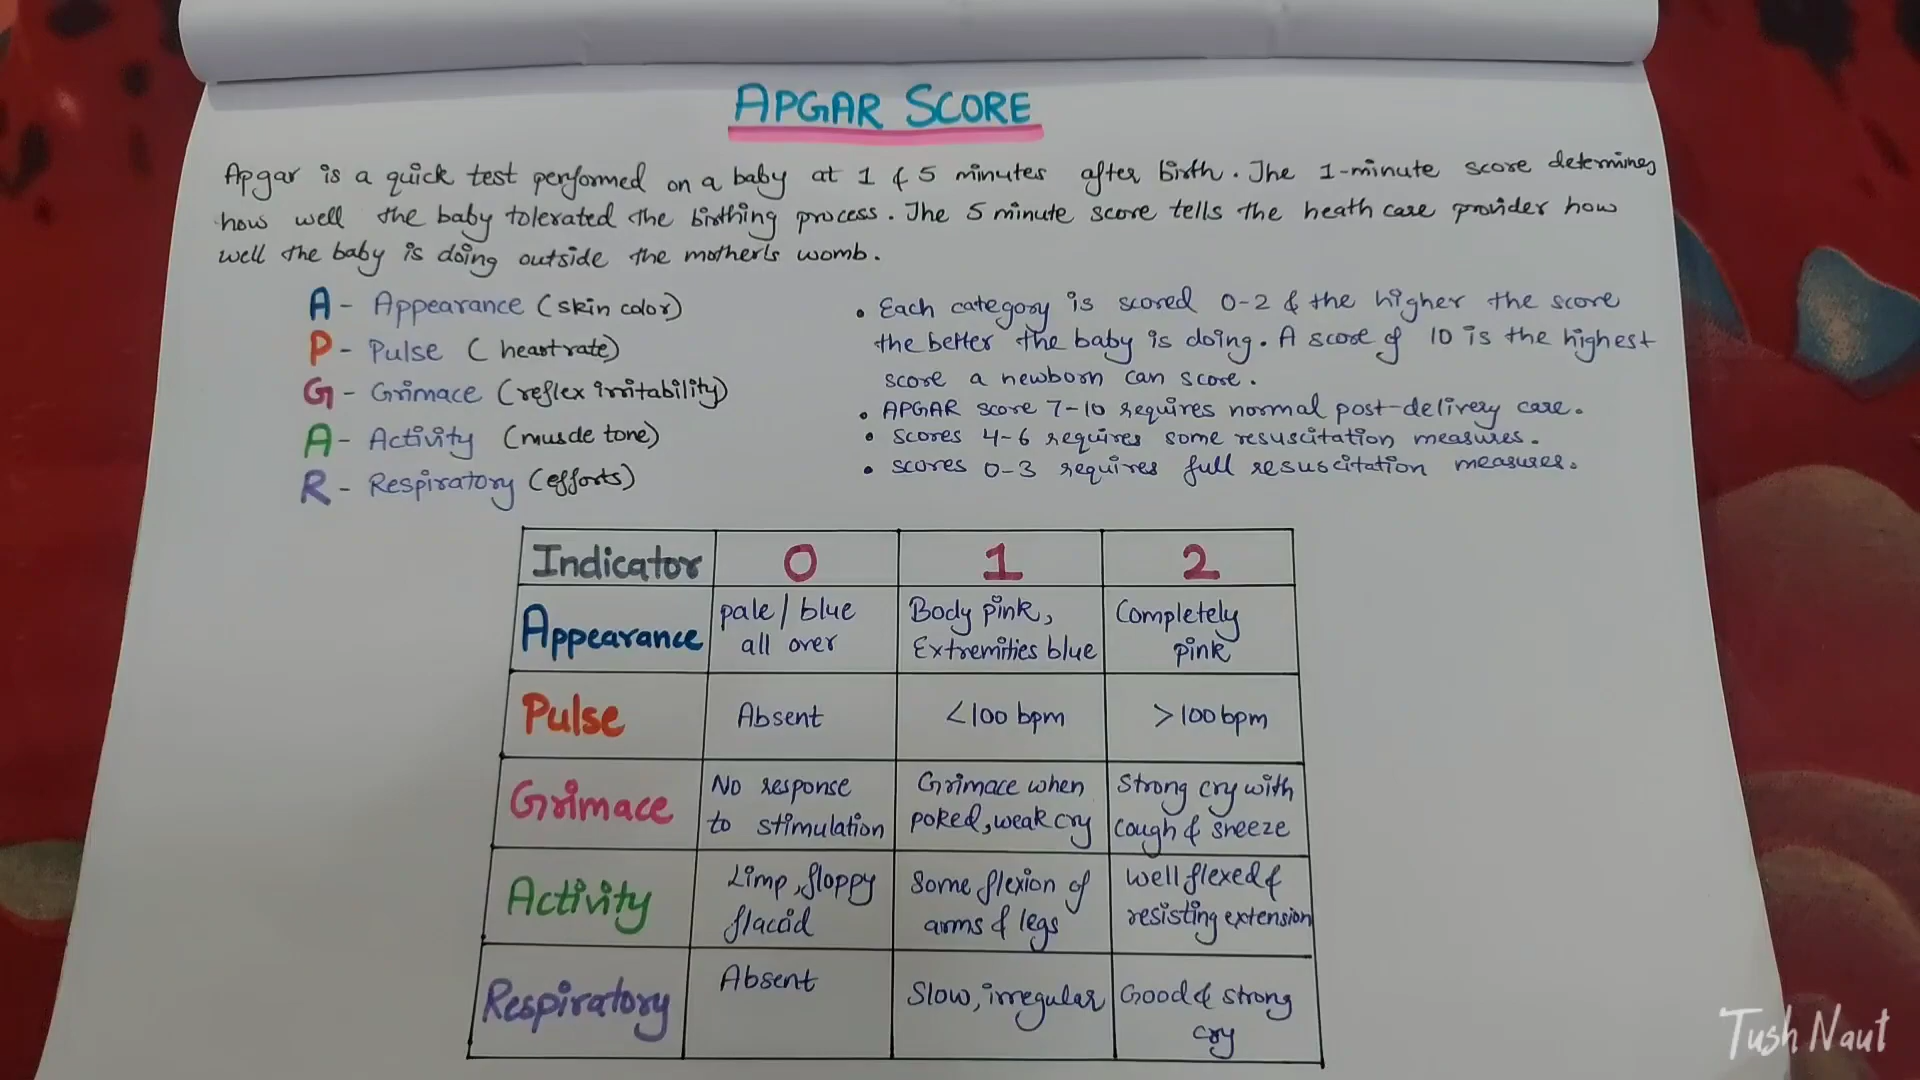 APGAR SCORE
Apgar is a quick test performed on a baby at 1 & 5 minutes after birth. The 1-minute score determines
how well the baby tolerated the birthing process. The 5 minute score tells the heath care provider how
well the baby is doing outside the mother's womb.
A - Appearance (skin color)
P - Pulse (heart rate)
G - Grimace (reflex irritability)
A - Activity (muscle tone)
R - Respiratory (efforts)
• Each category is scored 0-2 & the higher the score
the better the baby is doing. A score of 10 is the highest
score a newborn can score.
• APGAR score 7-10 requires normal post-delivery care.
• scores 4-6 requires some resuscitation measures.
• scores 0-3 requires full resuscitation measures.
Indicator 0 1 2
Appearance pale / blue all over Body pink, Extremities blue Completely pink
Pulse Absent <100 bpm >100 bpm
Grimace No response to stimulation Grimace when poked, weak cry Strong cry with cough & sneeze
Activity Limp, floppy flaccid Some flexion of arms & legs well flexed & resisting extension
Respiratory Absent Slow, irregular Good & strong cry
Tush Naut